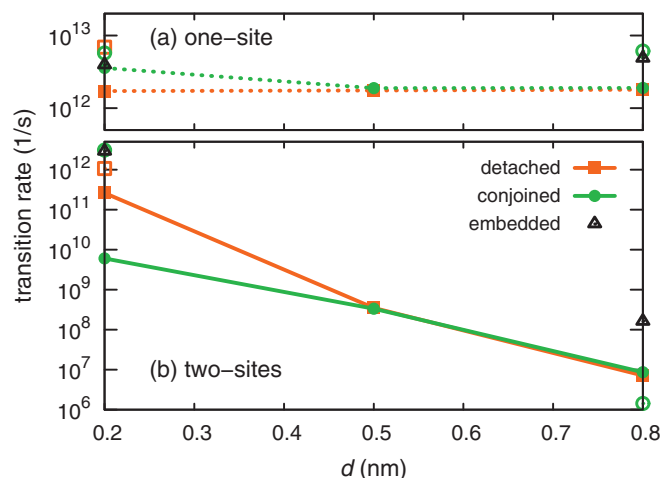 10^13
(a) one−site
10^12
transition rate (1/s)
10^12
detached
10^11
conjoined
10^10
embedded
10^9
10^8
10^7
(b) two−sites
10^6
0.2 0.3 0.4 0.5 0.6 0.7 0.8
d (nm)